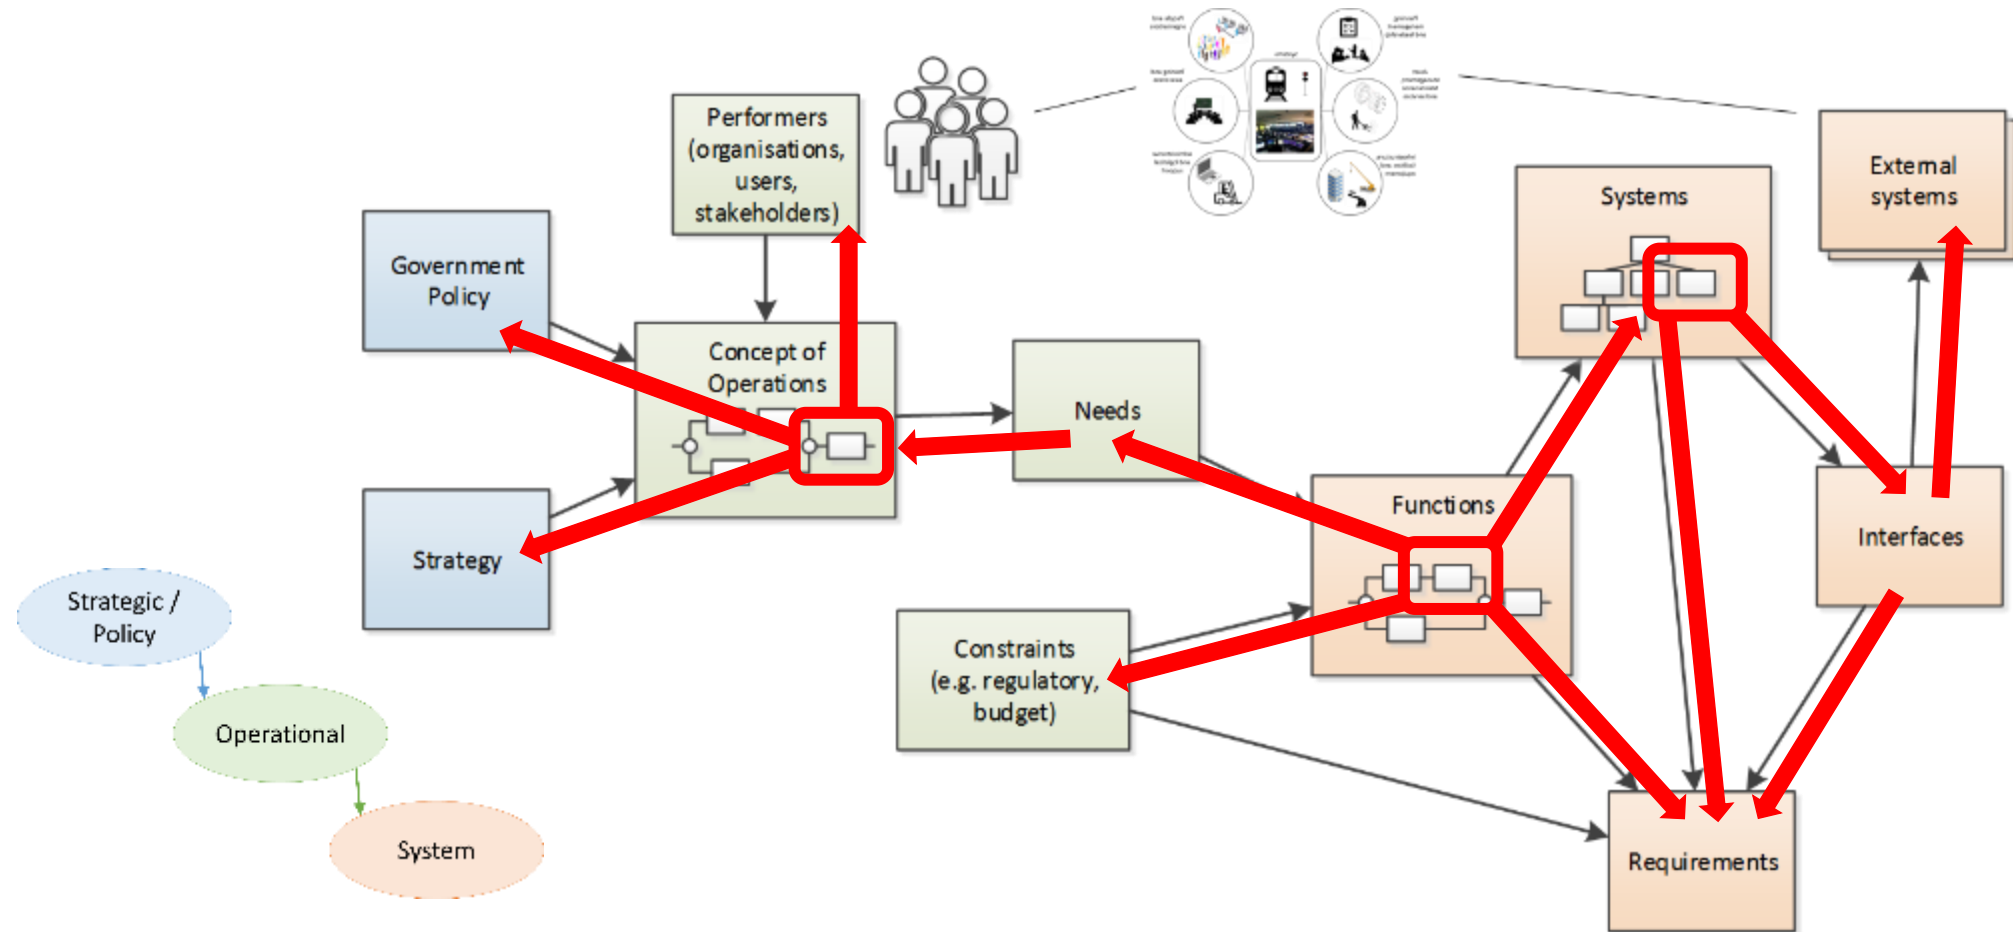 Performers
(organisations,
users,
stakeholders)
Government
Policy
Concept of
Operations
Needs
Strategy
Strategic /
Policy
Operational
System
Constraints
(e.g. regulatory,
budget)
Functions
Systems
External
systems
Interfaces
Requirements